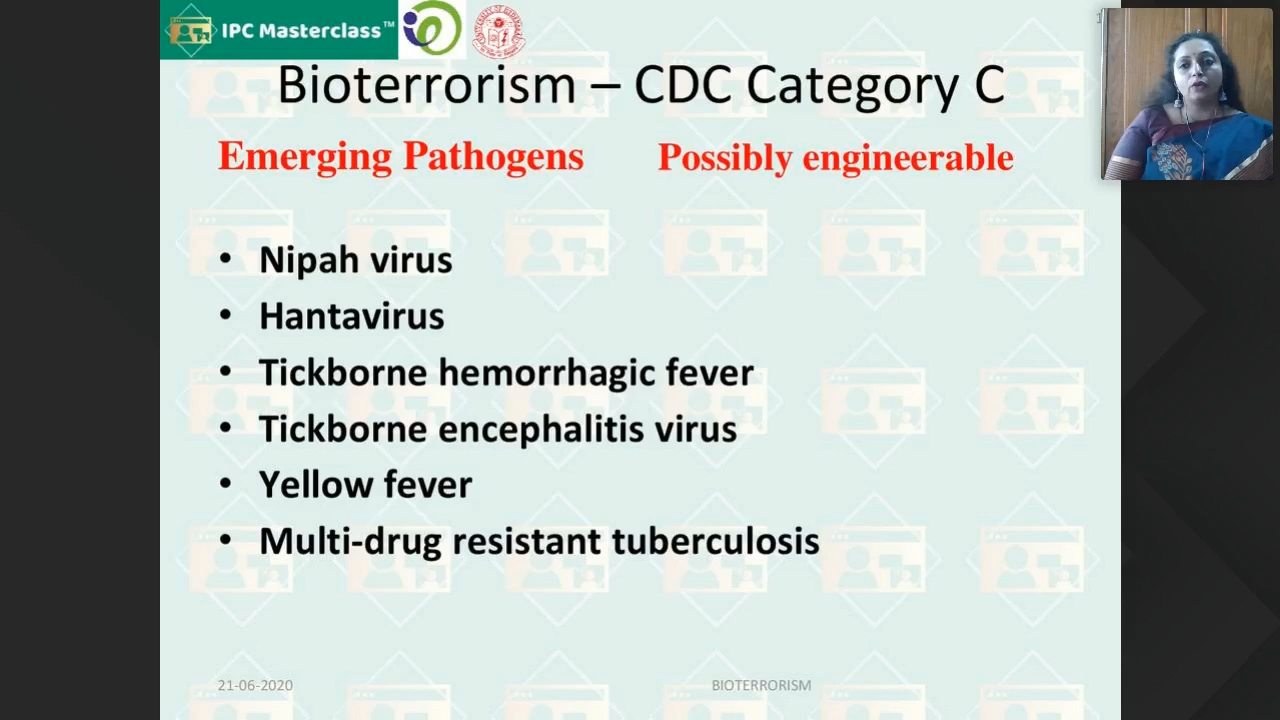 IPC Masterclass™
Bioterrorism – CDC Category C
Emerging Pathogens Possibly engineerable
• Nipah virus
• Hantavirus
• Tickborne hemorrhagic fever
• Tickborne encephalitis virus
• Yellow fever
• Multi-drug resistant tuberculosis
21-06-2020 BIOTERRORISM